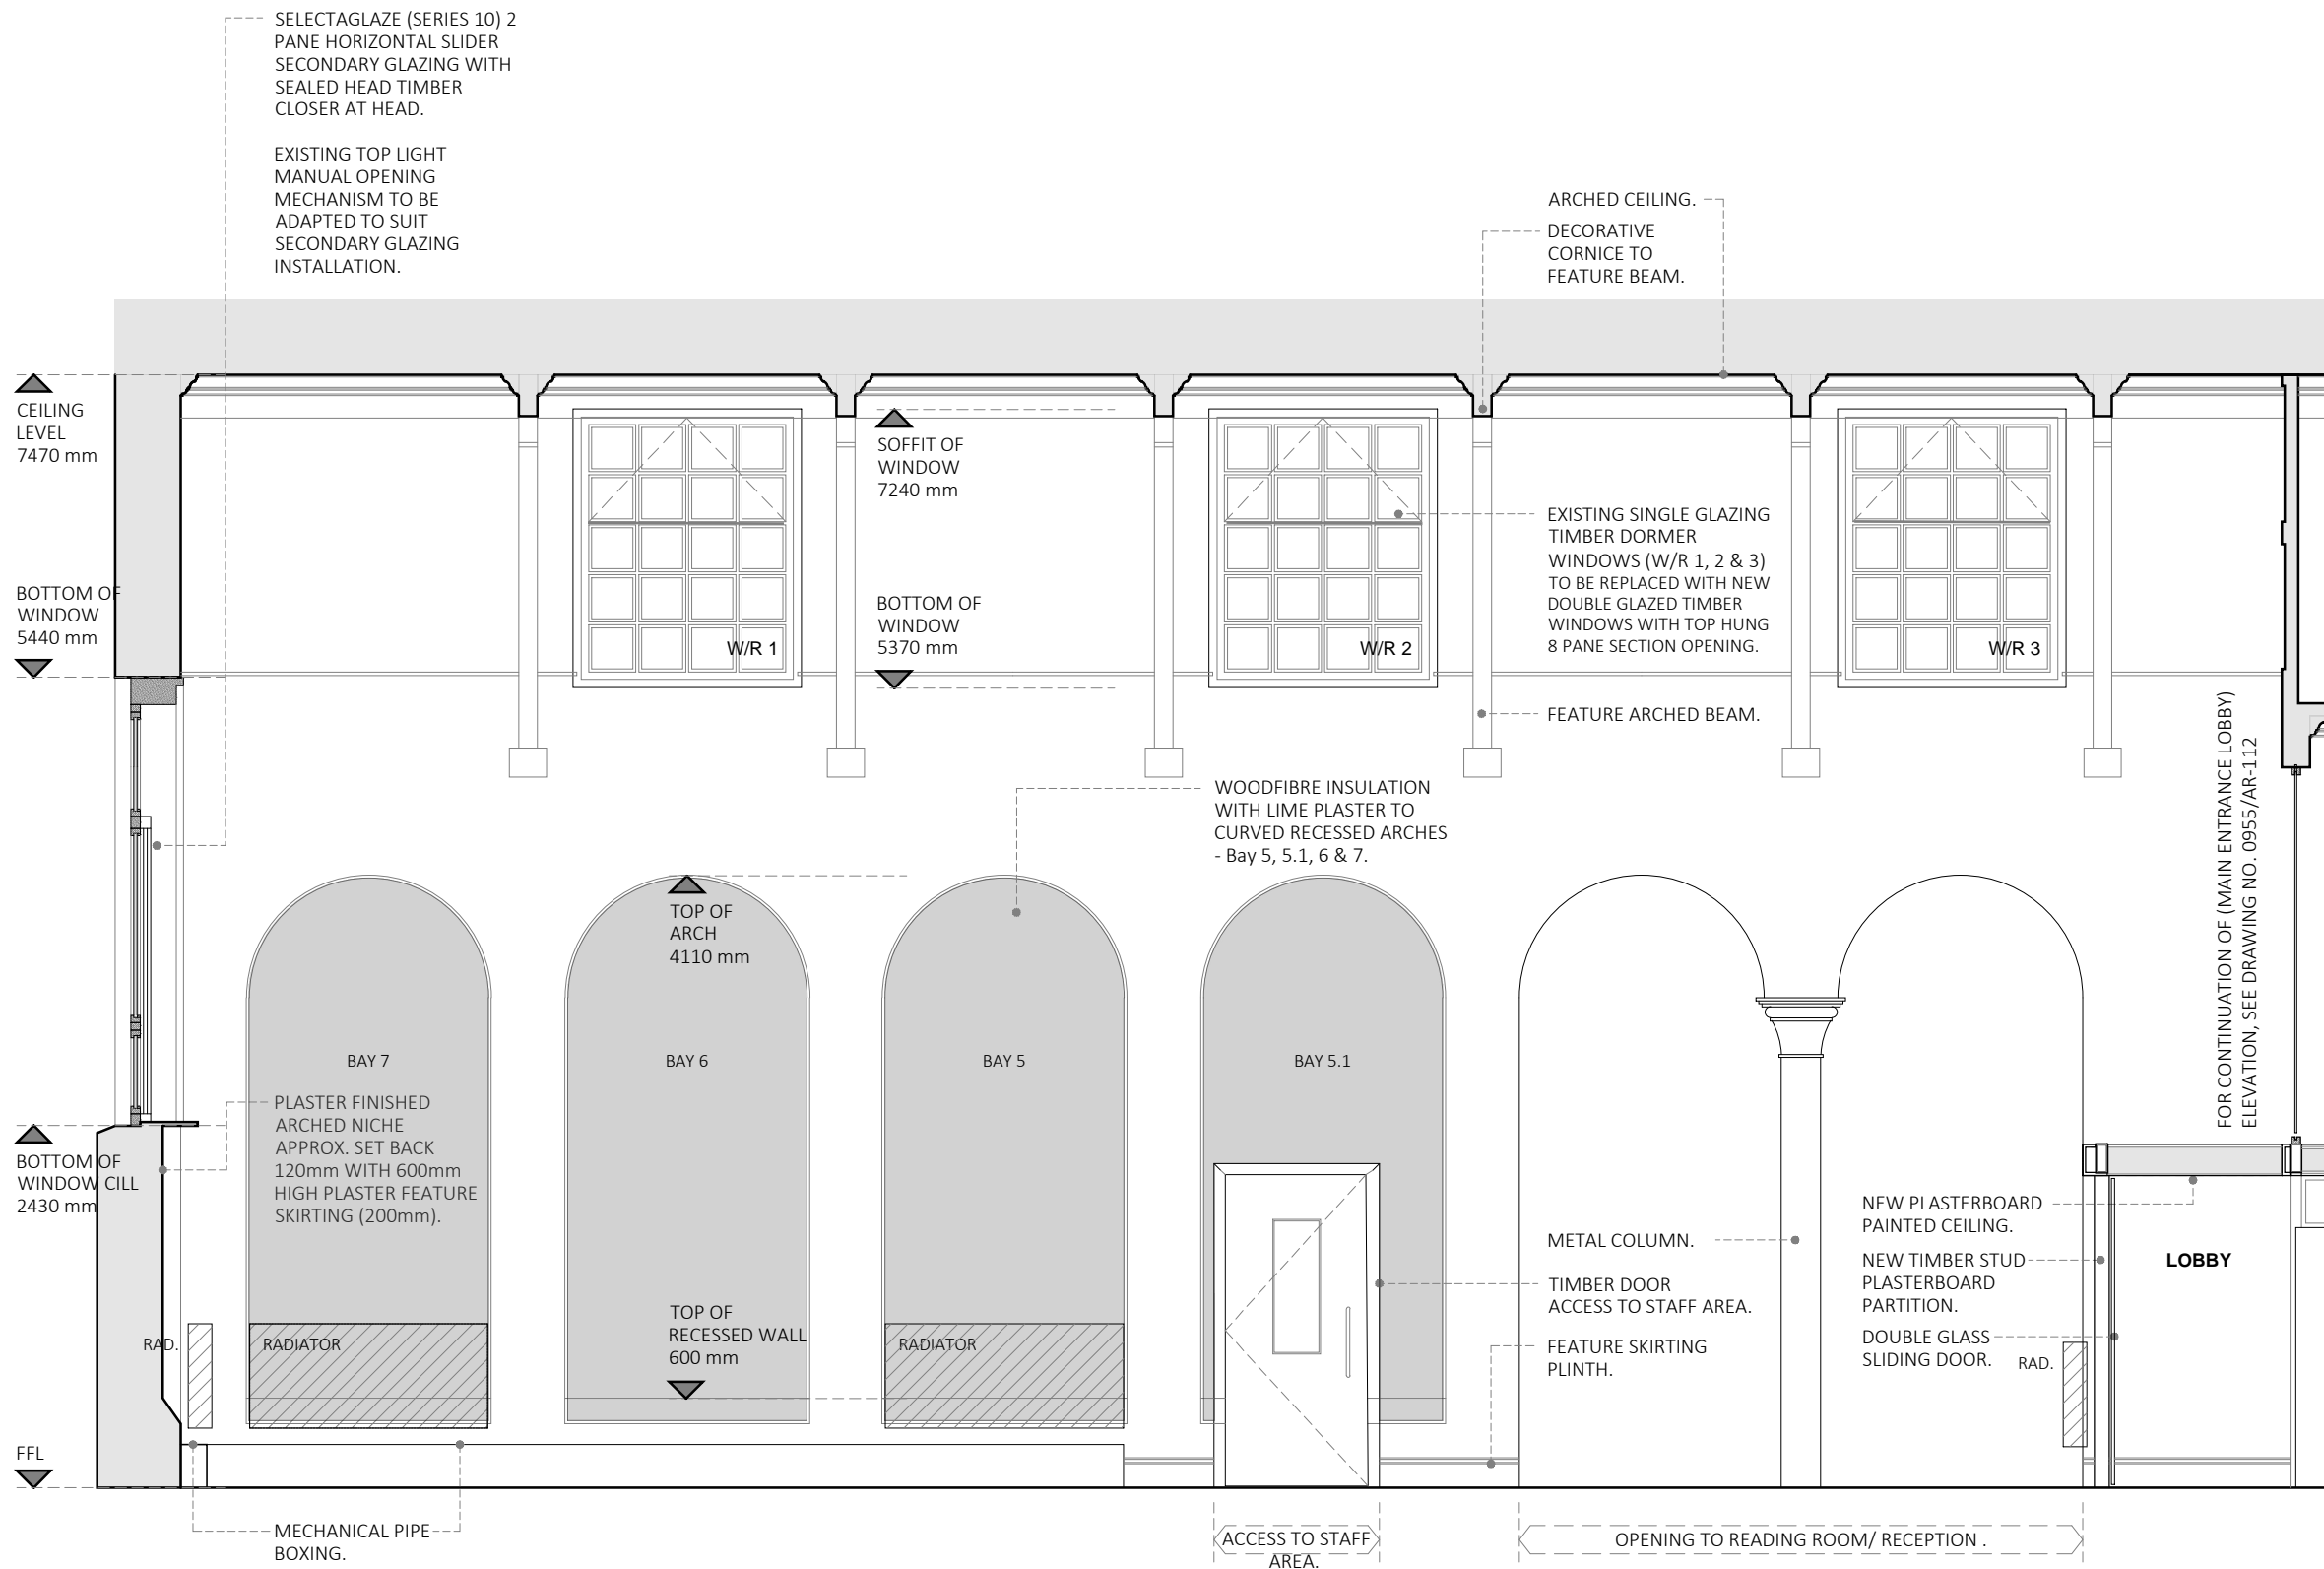 SELECTAGLAZE (SERIES 10) 2
PANE HORIZONTAL SLIDER
SECONDARY GLAZING WITH
SEALED HEAD TIMBER
CLOSER AT HEAD.
EXISTING TOP LIGHT
MANUAL OPENING
MECHANISM TO BE
ADAPTED TO SUIT
SECONDARY GLAZING
INSTALLATION.
ARCHED CEILING.
DECORATIVE
CORNICE TO
FEATURE BEAM.
CEILING
LEVEL
7470 mm
SOFFIT OF
WINDOW
7240 mm
BOTTOM OF
WINDOW
5440 mm
BOTTOM OF
WINDOW
5370 mm
EXISTING SINGLE GLAZING
TIMBER DORMER
WINDOWS (W/R 1, 2 & 3)
TO BE REPLACED WITH NEW
DOUBLE GLAZED TIMBER
WINDOWS WITH TOP HUNG
8 PANE SECTION OPENING.
W/R 1
W/R 2
W/R 3
FEATURE ARCHED BEAM.
WOODFIBRE INSULATION
WITH LIME PLASTER TO
CURVED RECESSED ARCHES
- Bay 5, 5.1, 6 & 7.
FOR CONTINUATION OF (MAIN ENTRANCE LOBBY)
ELEVATION, SEE DRAWING NO. 0955/AR-112
TOP OF
ARCH
4110 mm
BAY 7
BAY 6
BAY 5
BAY 5.1
PLASTER FINISHED
ARCHED NICHE
APPROX. SET BACK
120mm WITH 600mm
HIGH PLASTER FEATURE
SKIRTING (200mm).
BOTTOM OF
WINDOW CILL
2430 mm
NEW PLASTERBOARD
PAINTED CEILING.
METAL COLUMN.
NEW TIMBER STUD
PLASTERBOARD
PARTITION.
LOBBY
TIMBER DOOR
ACCESS TO STAFF AREA.
TOP OF
RECESSED WALL
600 mm
RAD.
RADIATOR
RADIATOR
FEATURE SKIRTING
PLINTH.
DOUBLE GLASS
SLIDING DOOR.
RAD.
FFL
MECHANICAL PIPE
BOXING.
ACCESS TO STAFF
AREA.
OPENING TO READING ROOM/ RECEPTION .